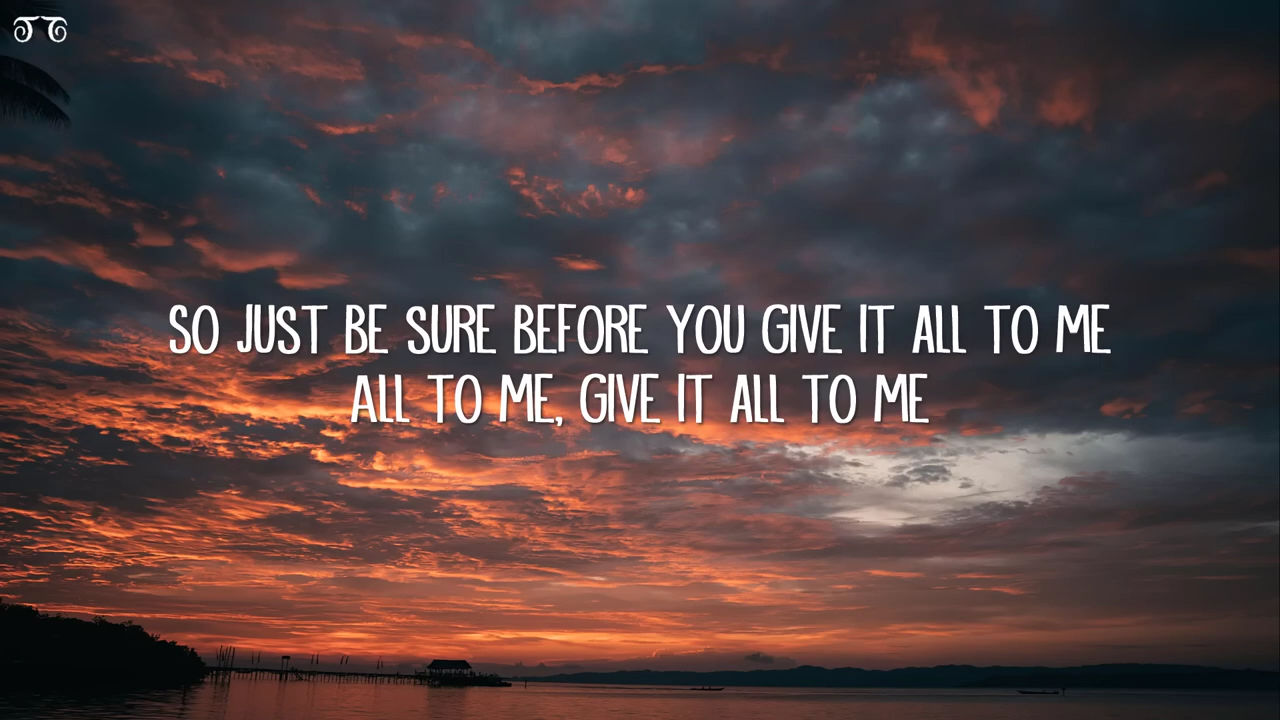 SO JUST BE SURE BEFORE YOU GIVE IT ALL TO ME
ALL TO ME, GIVE IT ALL TO ME